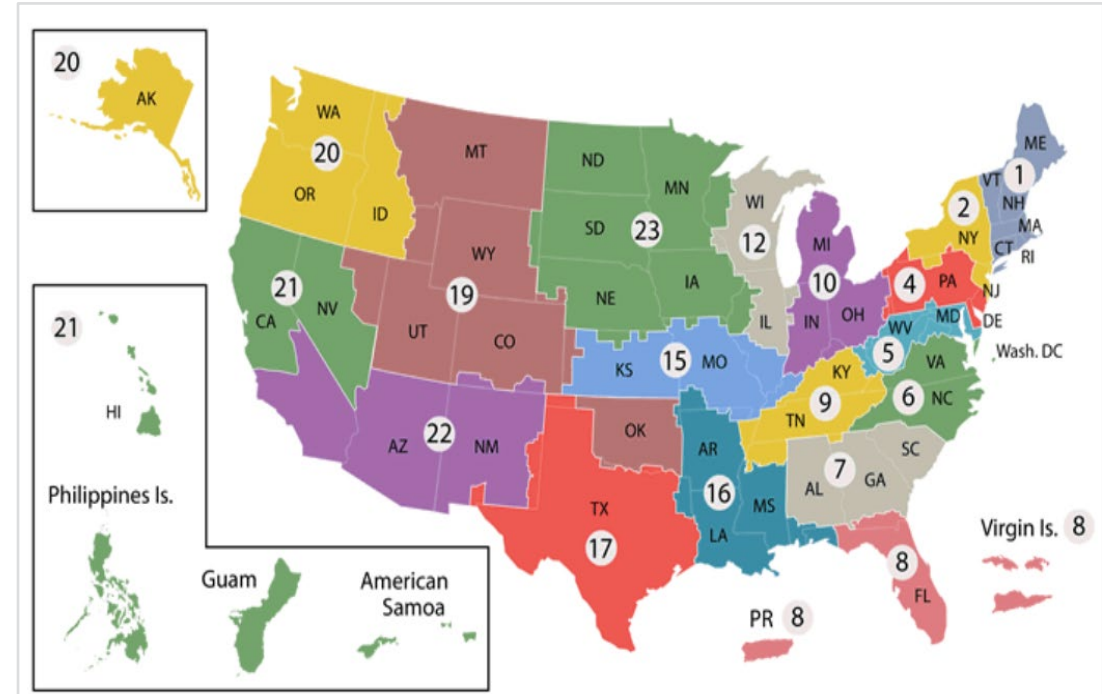 20
AK
WA
20
OR
ID
MT
WY
19
UT
CO
ND
MN
SD
23
NE
IA
WI
12
IL
MI
10
IN
OH
ME
VT
1
NH
MA
CT
RI
2
NY
4
PA
NJ
MD
DE
WV
5
Wash. DC
VA
6
NC
21
NV
CA
KS
15
MO
KY
9
TN
AZ
22
NM
OK
AR
16
MS
LA
7
SC
AL
GA
TX
17
8
FL
21
HI
Philippines Is.
Guam
American
Samoa
PR 8
Virgin Is. 8